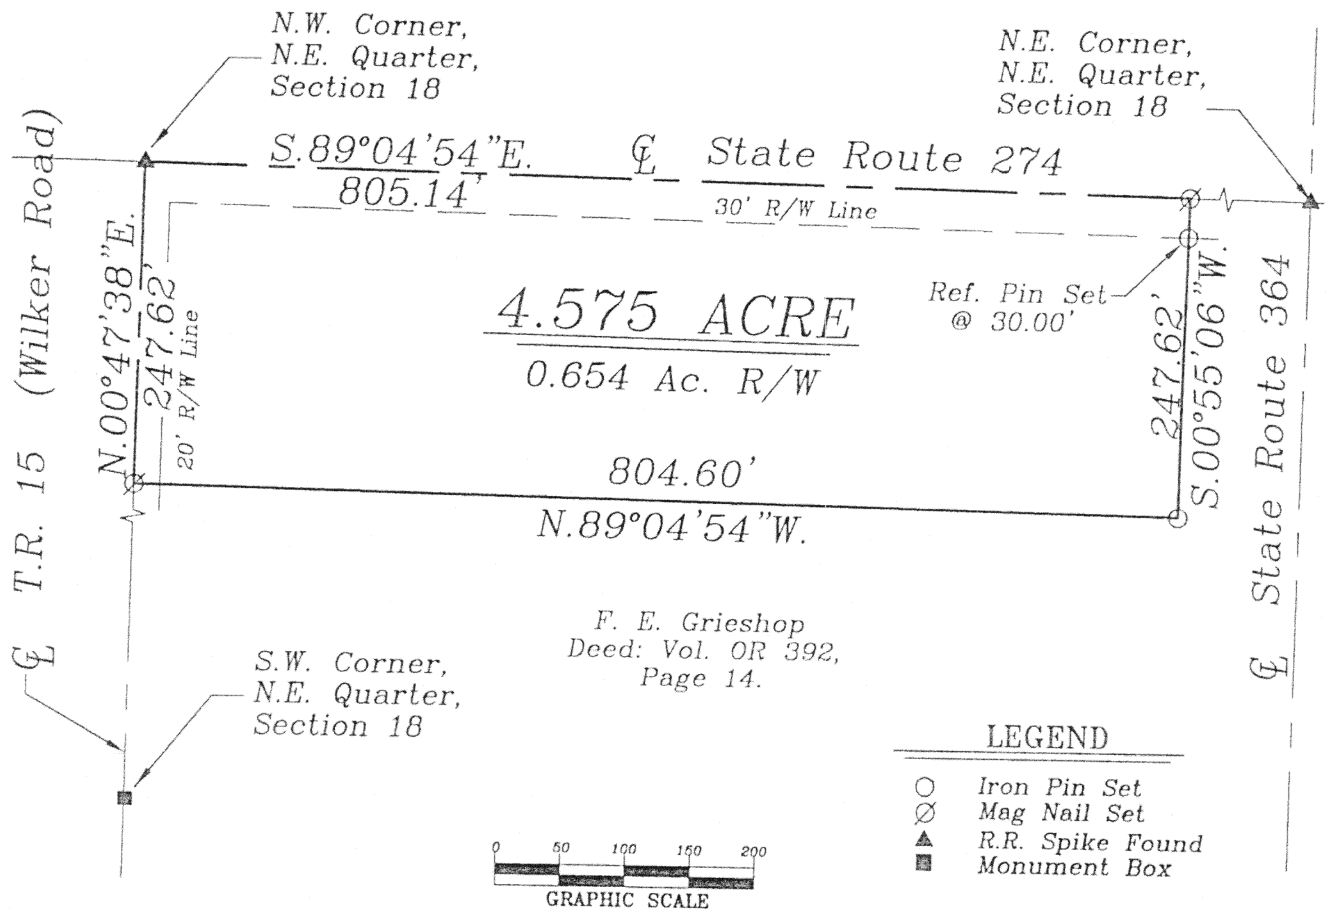 N.W. Corner,
N.E. Quarter,
Section 18
N.E. Corner,
N.E. Quarter,
Section 18
S.89°04'54"E.
℄ State Route 274
805.14'
30' R/W Line
℄ T.R. 15 (Wilker Road)
N.00°47'38"E.
247.62'
20' R/W Line
4.575 ACRE
0.654 Ac. R/W
Ref. Pin Set
@ 30.00'
247.62'
S.00°55'06"W.
℄ State Route 364
804.60'
N.89°04'54"W.
F. E. Grieshop
Deed: Vol. OR 392,
Page 14.
S.W. Corner,
N.E. Quarter,
Section 18
LEGEND
Iron Pin Set
Mag Nail Set
R.R. Spike Found
Monument Box
0 50 100 150 200
GRAPHIC SCALE